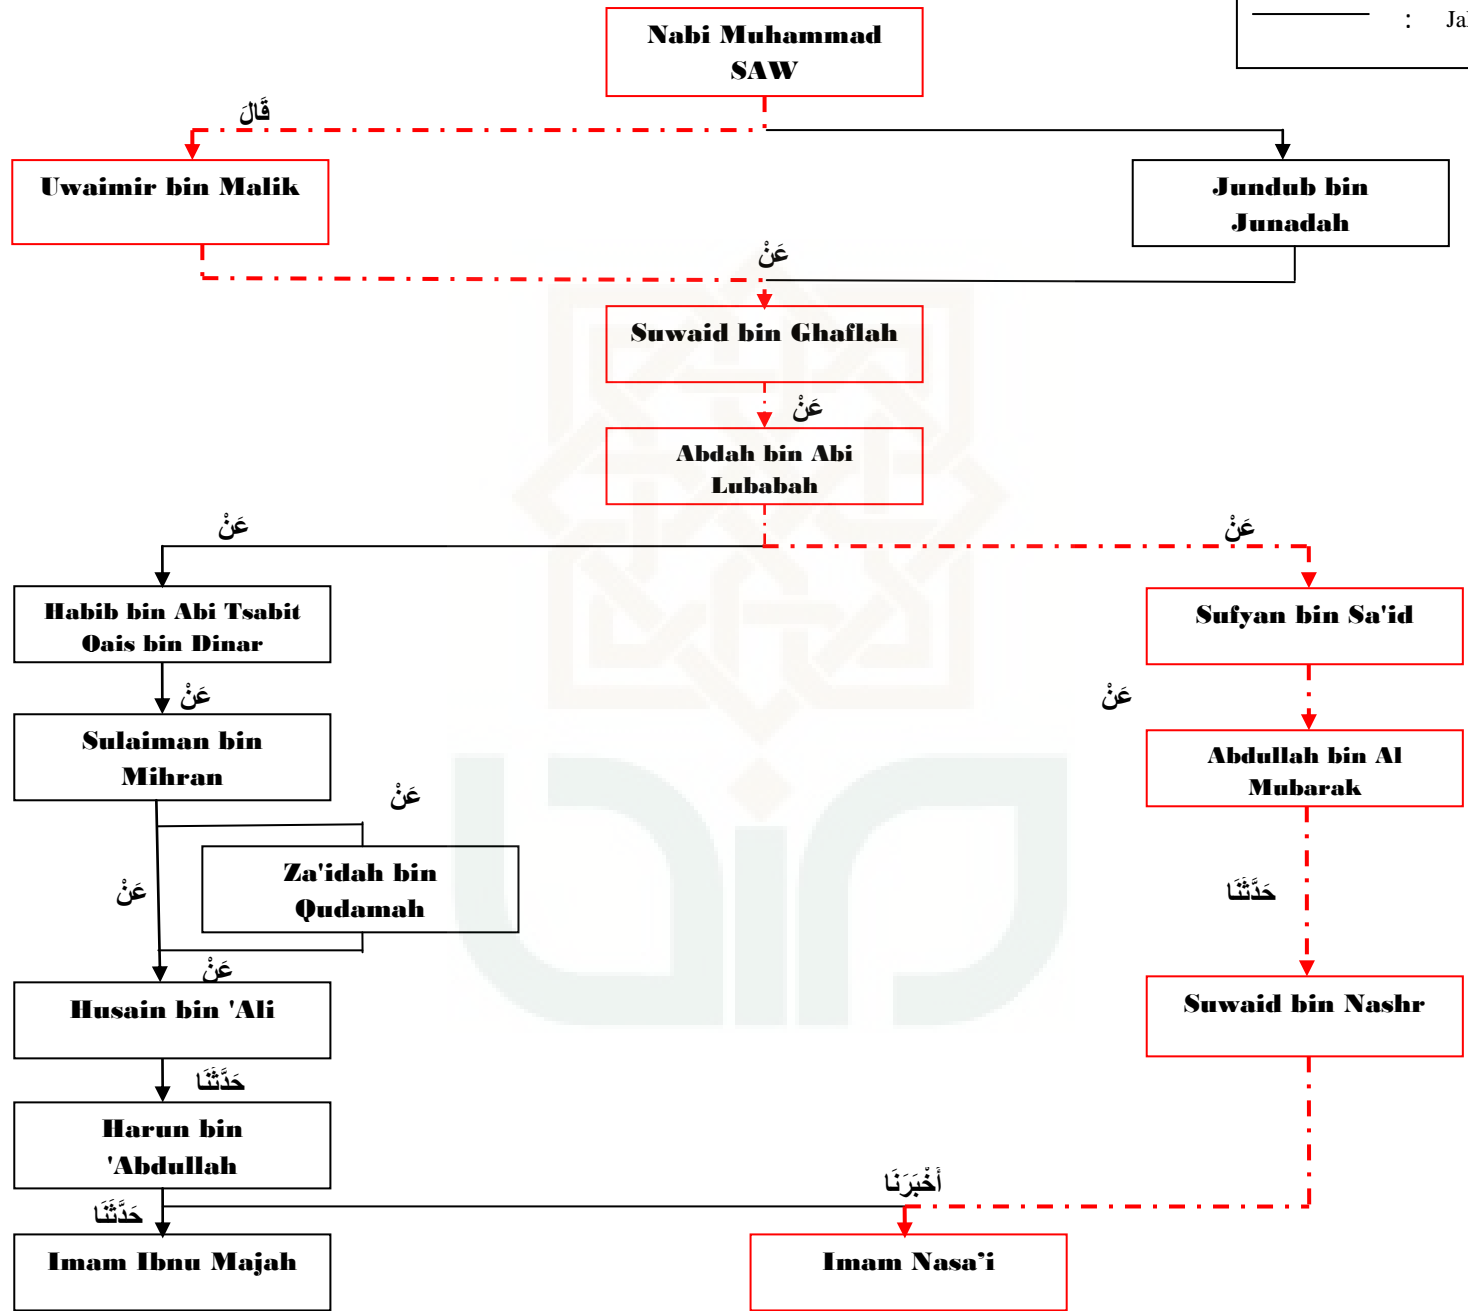 : Jal
Nabi Muhammad
SAW
قَالَ
Uwaimir bin Malik
Jundub bin
Junadah
عَنْ
Suwaid bin Ghaflah
عَنْ
Abdah bin Abi
Lubabah
عَنْ
عَنْ
Habib bin Abi Tsabit
Qais bin Dinar
Sufyan bin Sa'id
عَنْ
عَنْ
Sulaiman bin
Mihran
Abdullah bin Al
Mubarak
عَنْ
Za'idah bin
Qudamah
عَنْ
حَدَّثَنَا
عَنْ
Husain bin 'Ali
Suwaid bin Nashr
حَدَّثَنَا
Harun bin
'Abdullah
أَخْبَرَنَا
حَدَّثَنَا
Imam Ibnu Majah
Imam Nasa’i